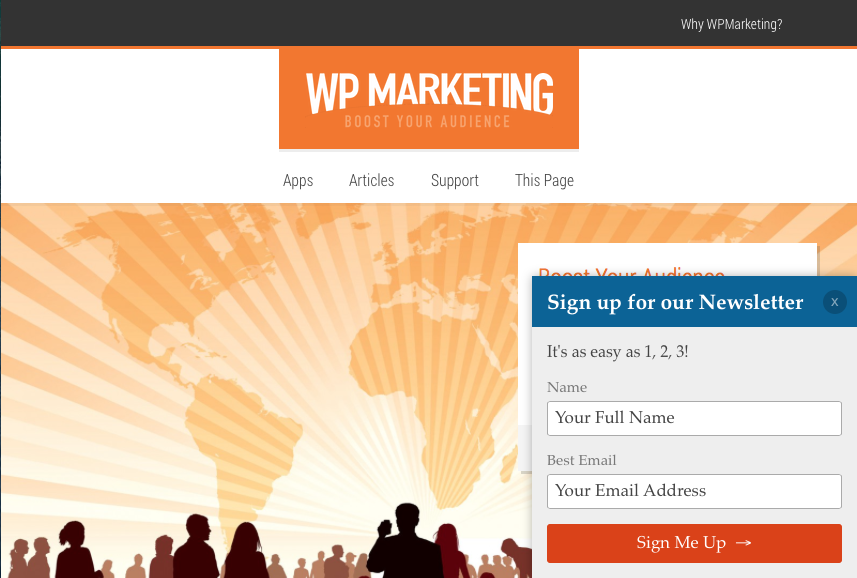 Why WPMarketing?
WP MARKETING
BOOST YOUR AUDIENCE
Apps Articles Support This Page
Boost Your Audience
Sign up for our Newsletter x
It's as easy as 1, 2, 3!
Name
Your Full Name
Best Email
Your Email Address
Sign Me Up →